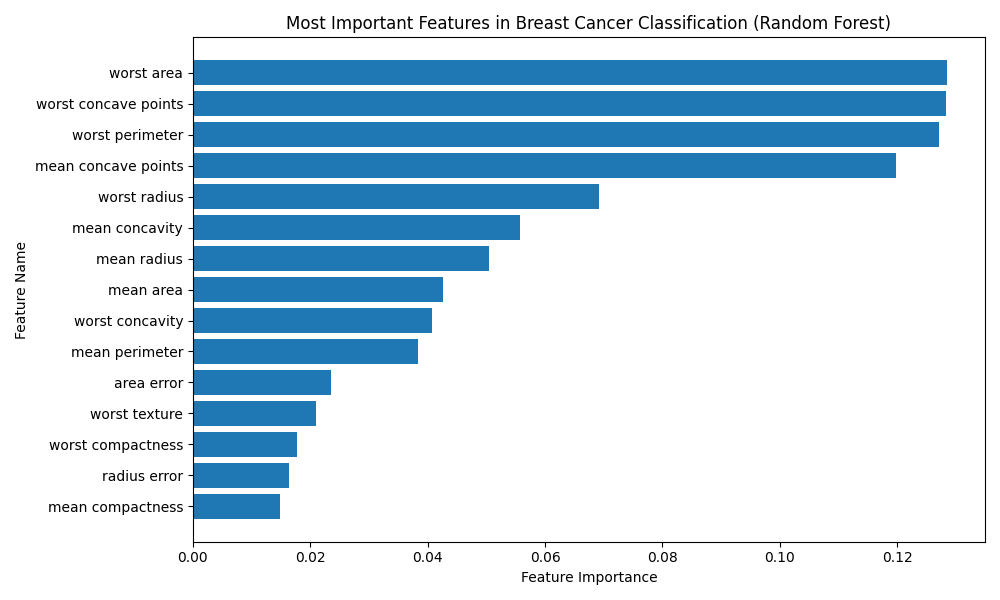 Most Important Features in Breast Cancer Classification (Random Forest)
Feature Name
worst area
worst concave points
worst perimeter
mean concave points
worst radius
mean concavity
mean radius
mean area
worst concavity
mean perimeter
area error
worst texture
worst compactness
radius error
mean compactness
0.00 0.02 0.04 0.06 0.08 0.10 0.12
Feature Importance